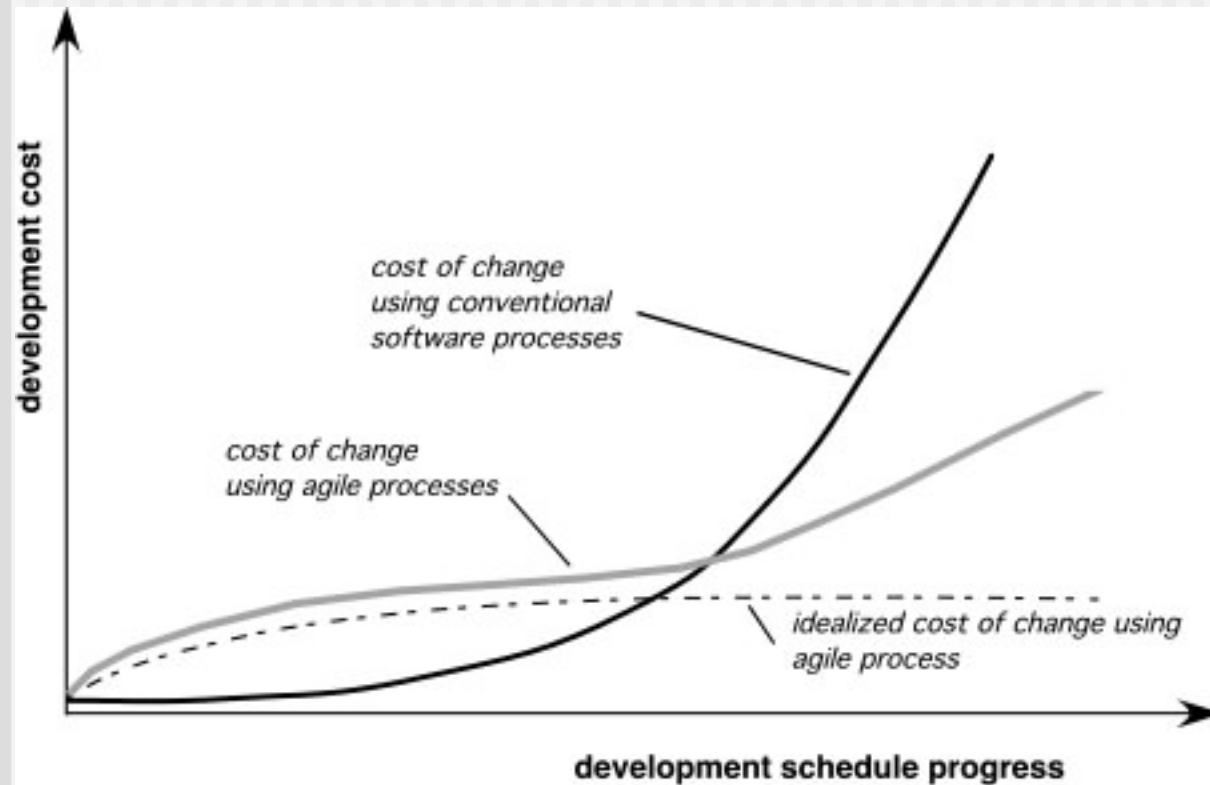 development cost
cost of change
using conventional
software processes
cost of change
using agile processes
idealized cost of change using
agile process
development schedule progress